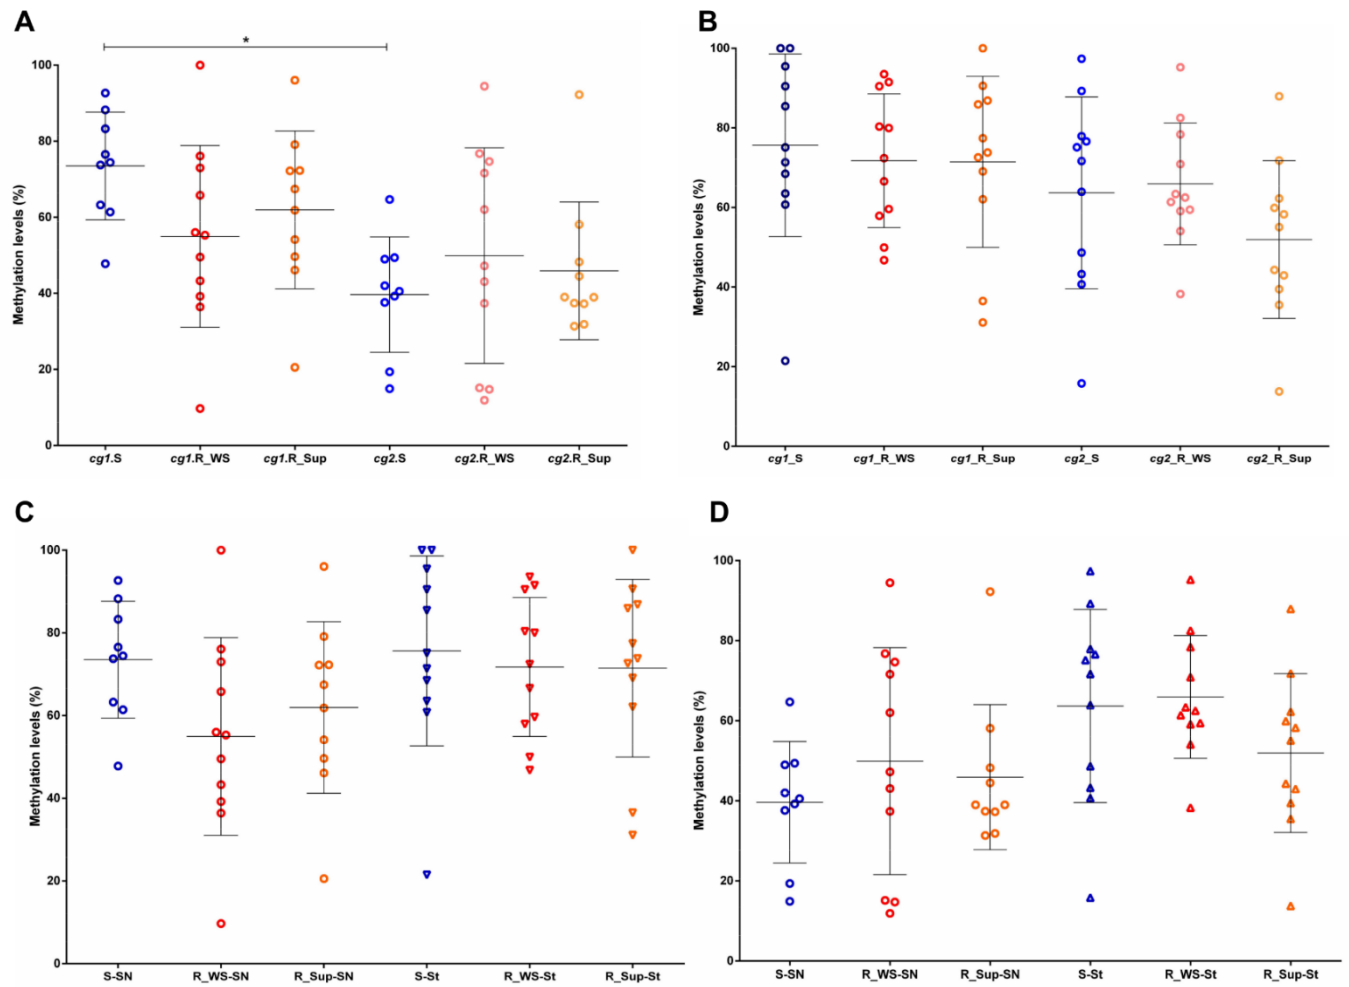 A
*
Methylation levels (%)
100
80
60
40
20
0
cg1.S cg1.R_WS cg1.R_Sup cg2.S cg2.R_WS cg2.R_Sup
B
Methylation levels (%)
100
80
60
40
20
0
cg1_S cg1_R_WS cg1_R_Sup cg2_S cg2_R_WS cg2_R_Sup
C
Methylation levels (%)
100
80
60
40
20
0
S-SN R_WS-SN R_Sup-SN S-St R_WS-St R_Sup-St
D
Methylation levels (%)
100
80
60
40
20
0
S-SN R_WS-SN R_Sup-SN S-St R_WS-St R_Sup-St